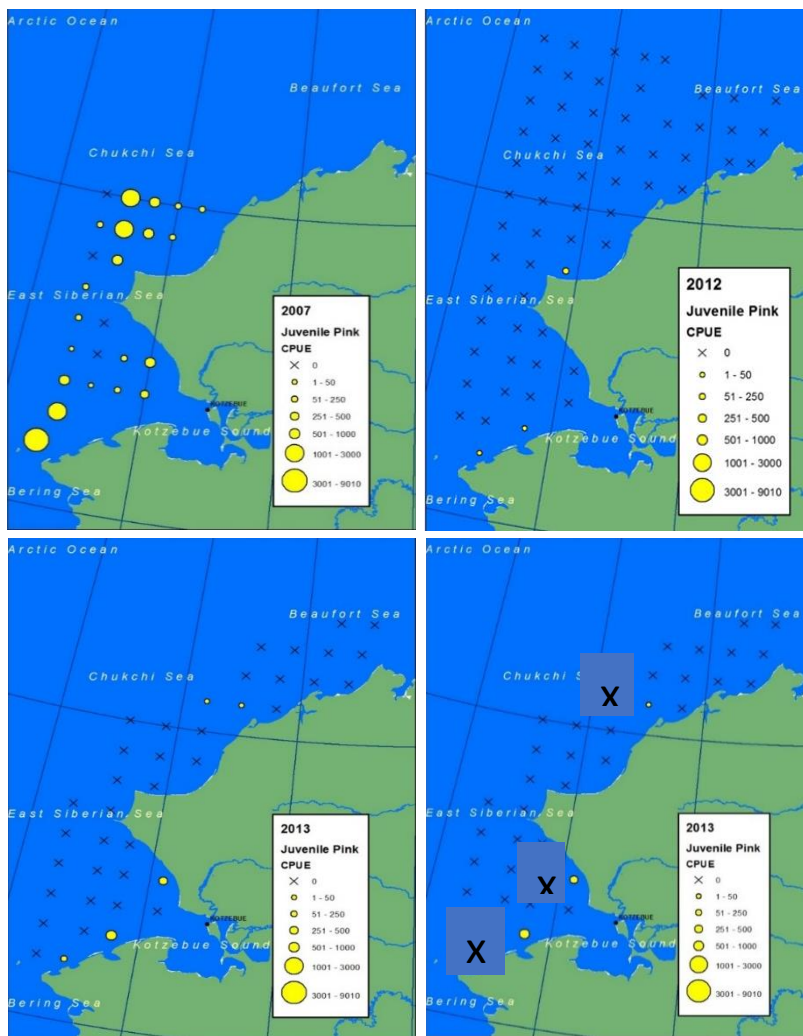 Arctic Ocean
Beaufort Sea
Chukchi Sea
East Siberian Sea
KOTZEBUE
Kotzebue Sound
Bering Sea
2007
Juvenile Pink
CPUE
0
1 - 50
51 - 250
251 - 500
501 - 1000
1001 - 3000
3001 - 9010
Arctic Ocean
Beaufort Sea
Chukchi Sea
East Siberian Sea
KOTZEBUE
Kotzebue Sound
Bering Sea
2012
Juvenile Pink
CPUE
0
1 - 50
51 - 250
251 - 500
501 - 1000
1001 - 3000
3001 - 9010
Arctic Ocean
Beaufort Sea
Chukchi Sea
East Siberian Sea
KOTZEBUE
Kotzebue Sound
Bering Sea
2013
Juvenile Pink
CPUE
0
1 - 50
51 - 250
251 - 500
501 - 1000
1001 - 3000
3001 - 9010
Arctic Ocean
Beaufort Sea
Chukchi S
X
East Siberian Sea
X
KOTZEBUE
Kotzebue Sound
X
Bering Sea
2013
Juvenile Pink
CPUE
0
1 - 50
51 - 250
251 - 500
501 - 1000
1001 - 3000
3001 - 9010